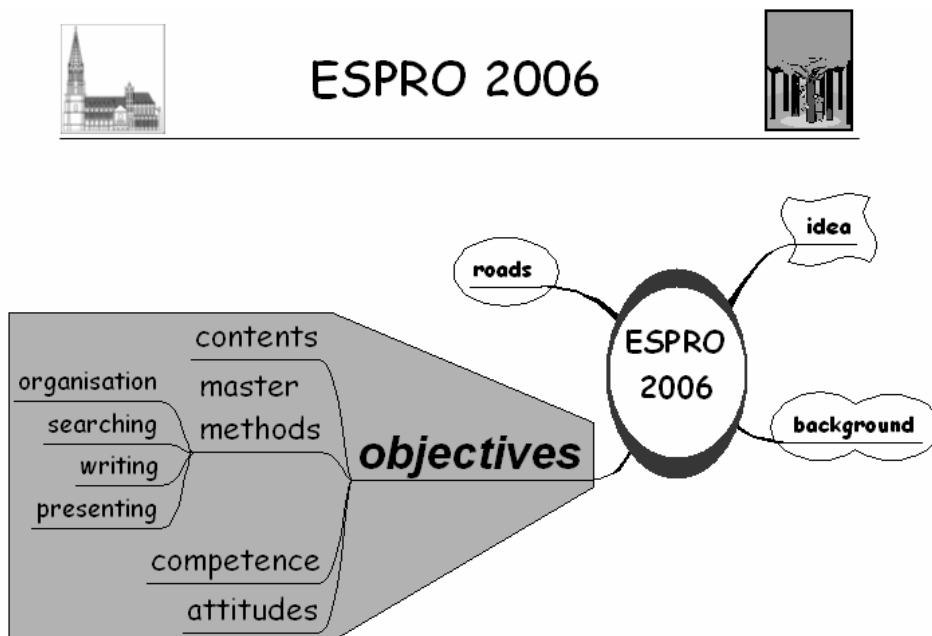 ESPRO 2006
idea
roads
ESPRO
2006
background
objectives
contents
master
methods
organisation
searching
writing
presenting
competence
attitudes